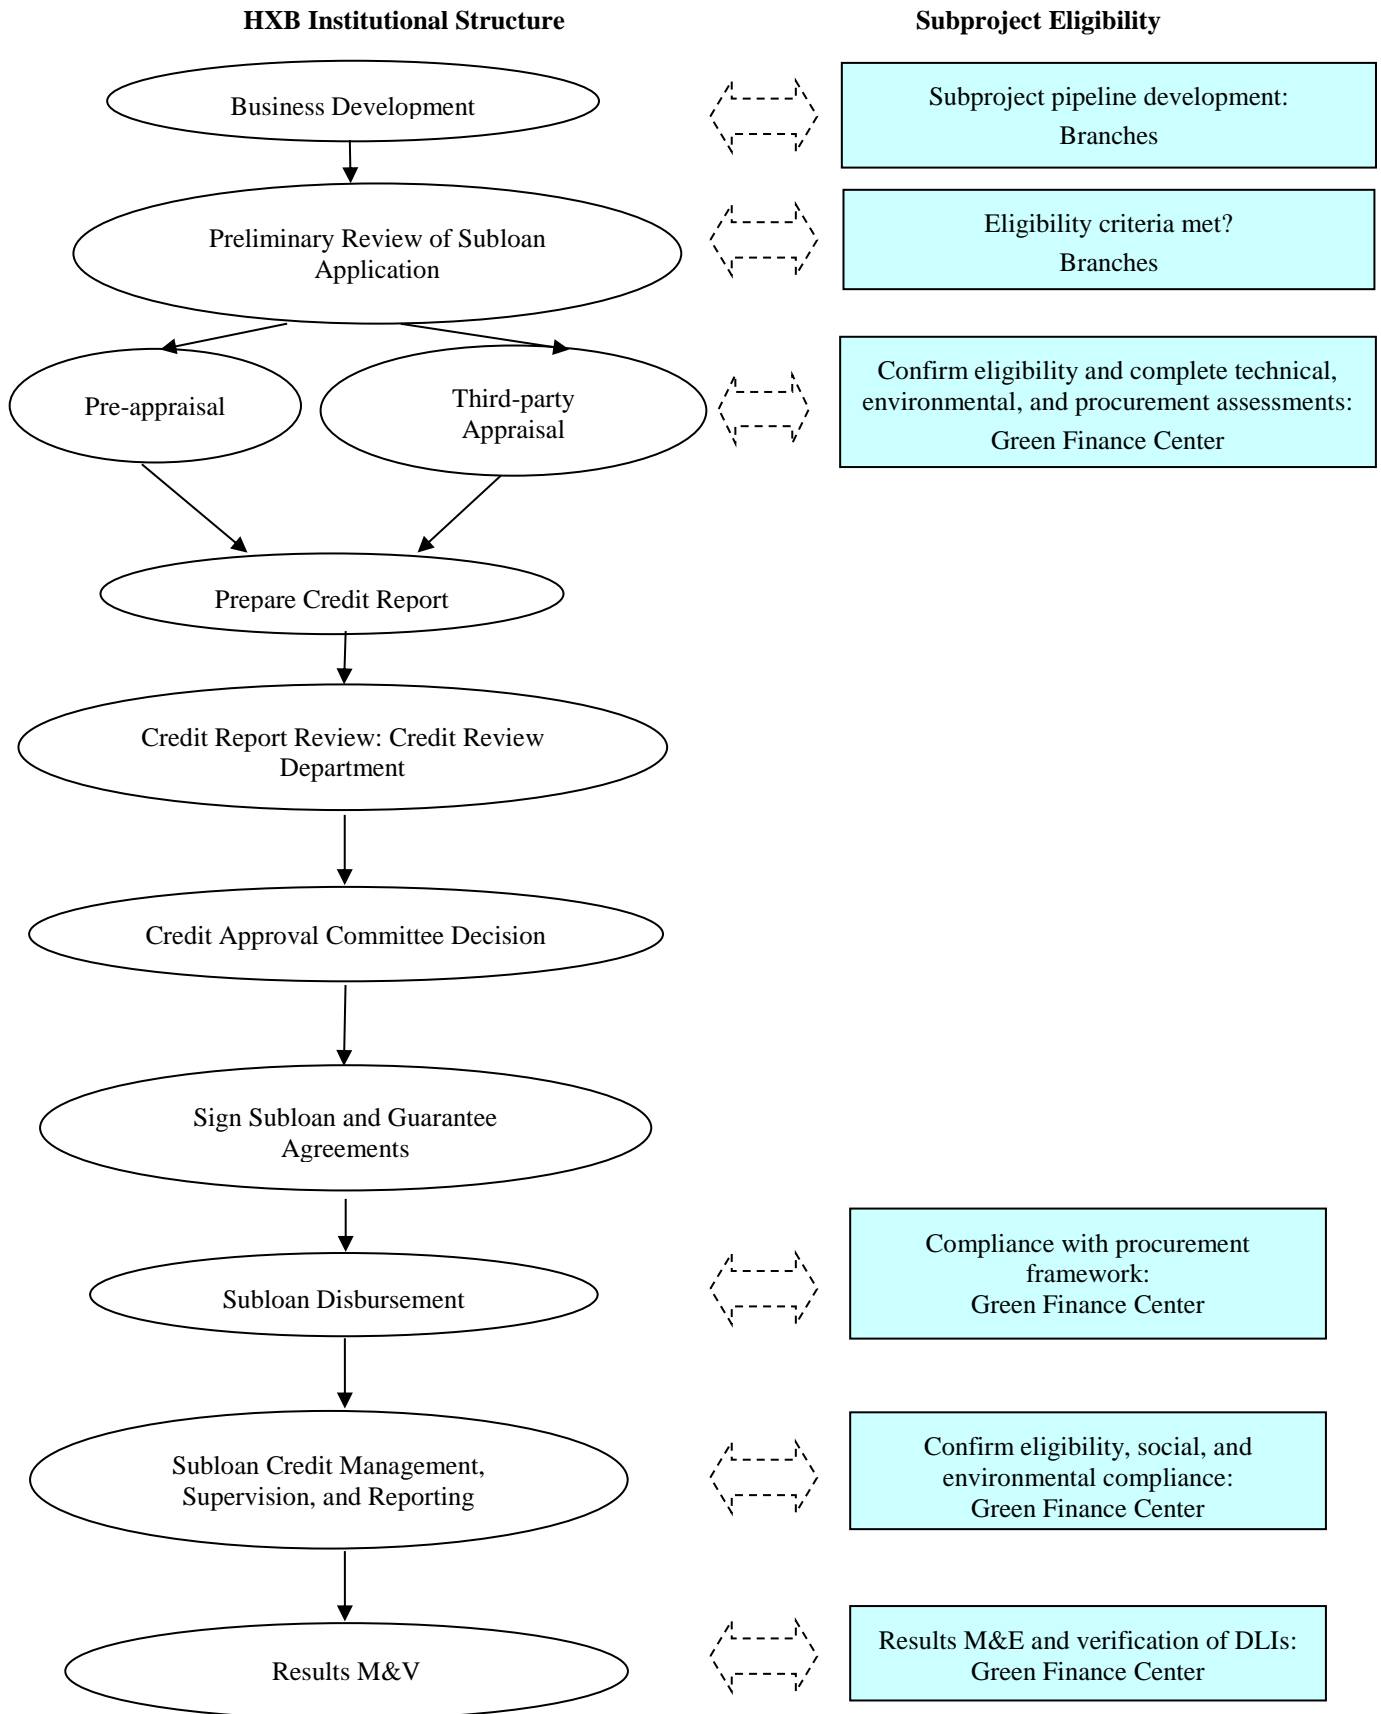 HXB Institutional Structure
Subproject Eligibility
Business Development
Subproject pipeline development:
Branches
Preliminary Review of Subloan
Application
Eligibility criteria met?
Branches
Pre-appraisal
Third-party
Appraisal
Confirm eligibility and complete technical,
environmental, and procurement assessments:
Green Finance Center
Prepare Credit Report
Credit Report Review: Credit Review
Department
Credit Approval Committee Decision
Sign Subloan and Guarantee
Agreements
Subloan Disbursement
Compliance with procurement
framework:
Green Finance Center
Subloan Credit Management,
Supervision, and Reporting
Confirm eligibility, social, and
environmental compliance:
Green Finance Center
Results M&V
Results M&E and verification of DLIs:
Green Finance Center